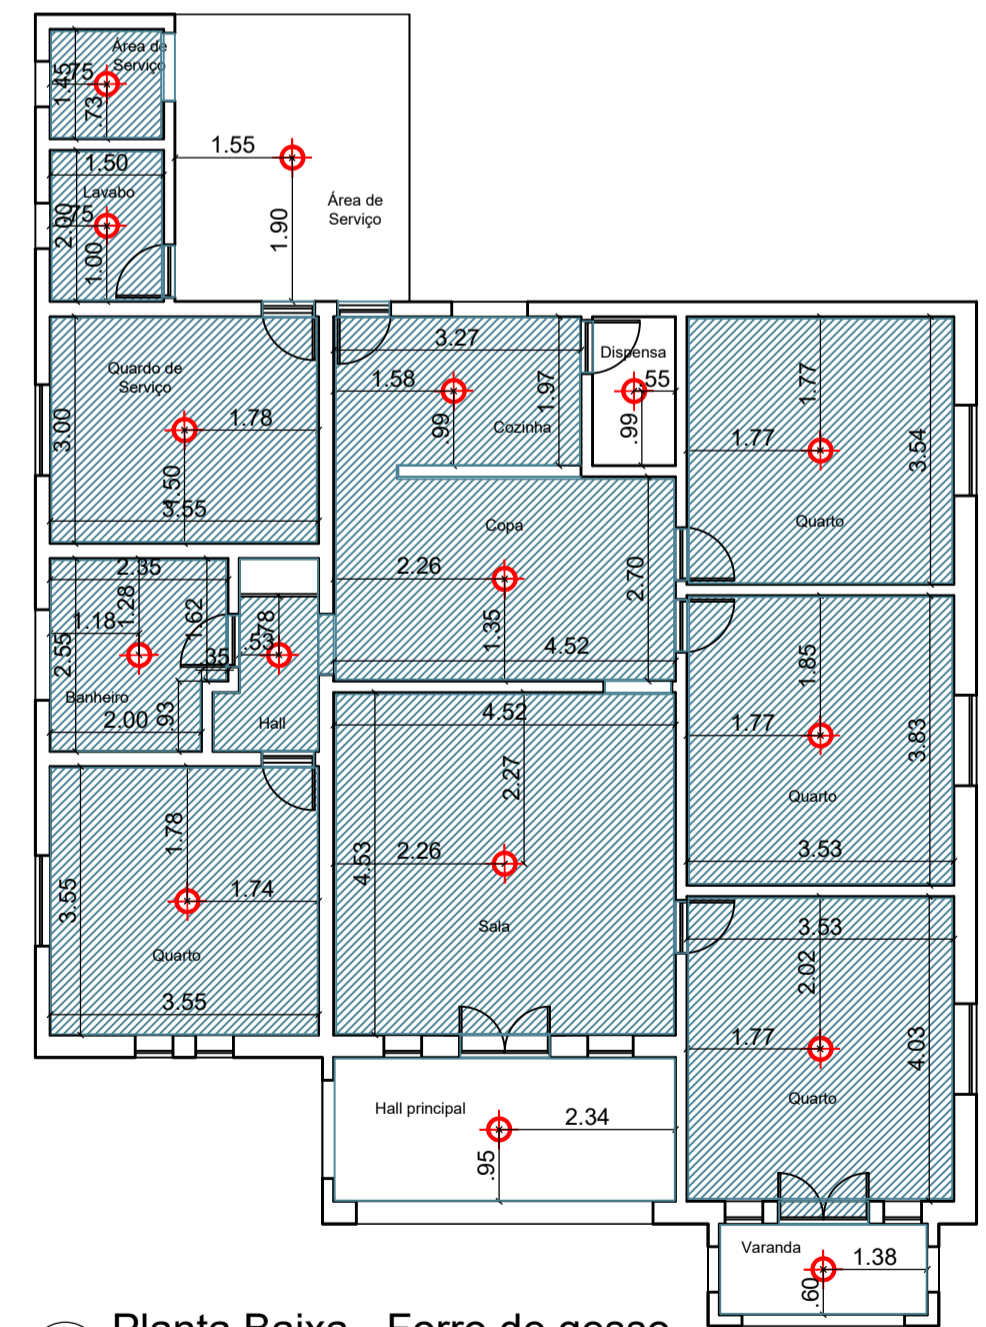 Área de
Serviço
.75
1.45
.73
1.55
1.90
Área de
Serviço
1.50
Lavabo
.75
2.00
1.00
Quardo de
Serviço
1.78
3.00
1.50
3.55
3.27
1.58
1.97
.99
Cozinha
Dispensa
.55
.99
1.77
1.77
3.54
Quarto
Copa
2.26
2.70
1.35
4.52
2.35
1.28
1.18
1.62
2.55
.35
Banheiro
2.00
.93
.78
.53
Hall
1.85
1.77
3.83
Quarto
3.53
4.52
2.27
2.26
4.53
Sala
1.78
1.74
3.55
Quarto
3.55
3.53
2.02
1.77
4.03
Quarto
Hall principal
2.34
.95
Varanda
1.38
.60
Planta Baixa - Forro de gesso